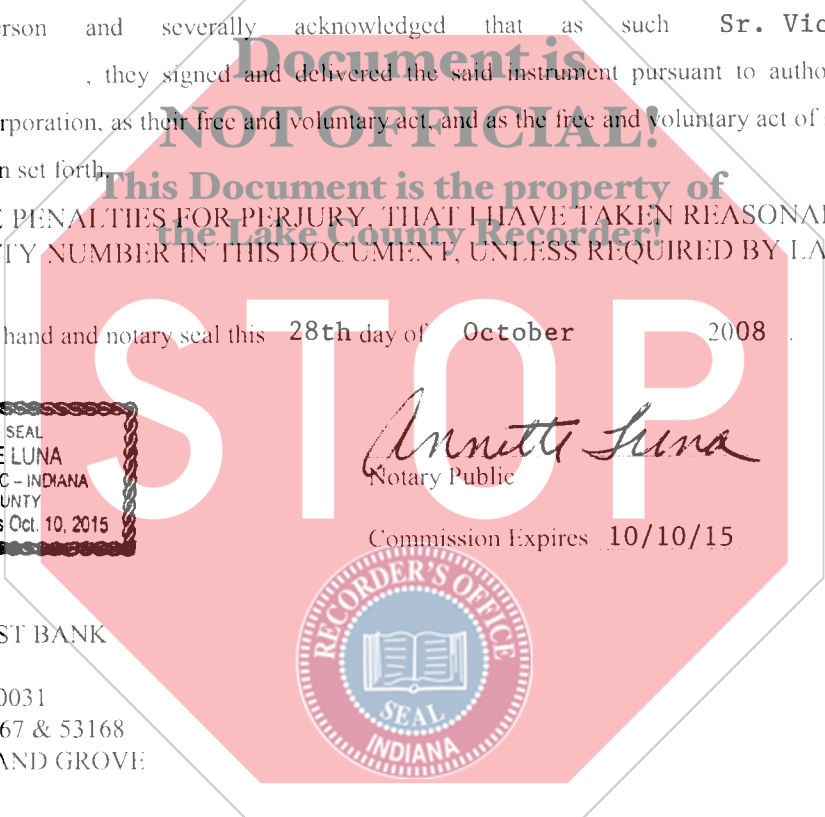 erson and severally acknowledged that as such Sr. Vic
Document is
, they signed and delivered the said instrument pursuant to autho
NOT OFFICIAL!
rporation, as their free and voluntary act, and as the free and voluntary act of
n set forth.
This Document is the property of
E PENALTIES FOR PERJURY, THAT I HAVE TAKEN REASONA
the Lake County Recorder!
TY NUMBER IN THIS DOCUMENT, UNLESS REQUIRED BY LA
hand and notary seal this 28th day of October 2008 .
STOP
SEAL
E LUNA
C – INDIANA
UNTY
s Oct. 10, 2015
Annette Luna
Notary Public
Commission Expires 10/10/15
RECORDER'S OFFICE
SEAL
INDIANA
ST BANK
0031
67 & 53168
AND GROVE